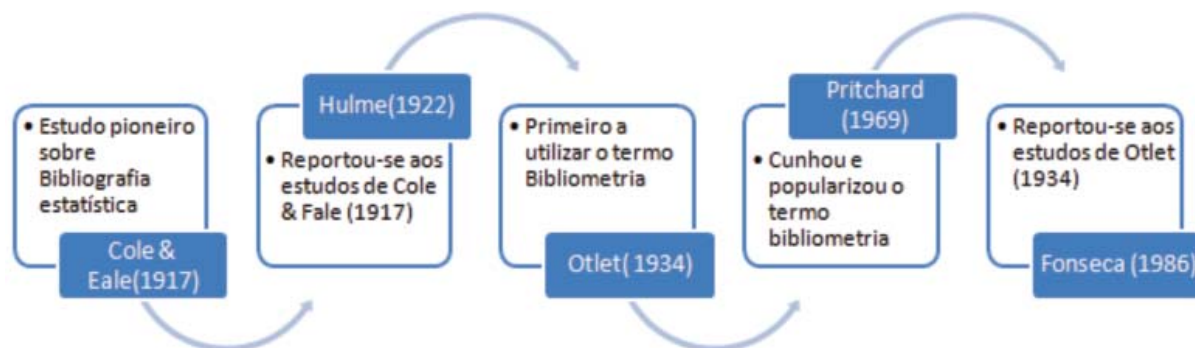 • Estudo pioneiro
sobre
Bibliografia
estatística
Cole &
Eale(1917)
Hulme(1922)
• Reportou-se aos
estudos de Cole
& Fale (1917)
• Primeiro a
utilizar o termo
Bibliometria
Otlet( 1934)
Pritchard
(1969)
• Cunhou e
popularizou o
termo
bibliometria
• Reportou-se aos
estudos de Otlet
(1934)
Fonseca (1986)